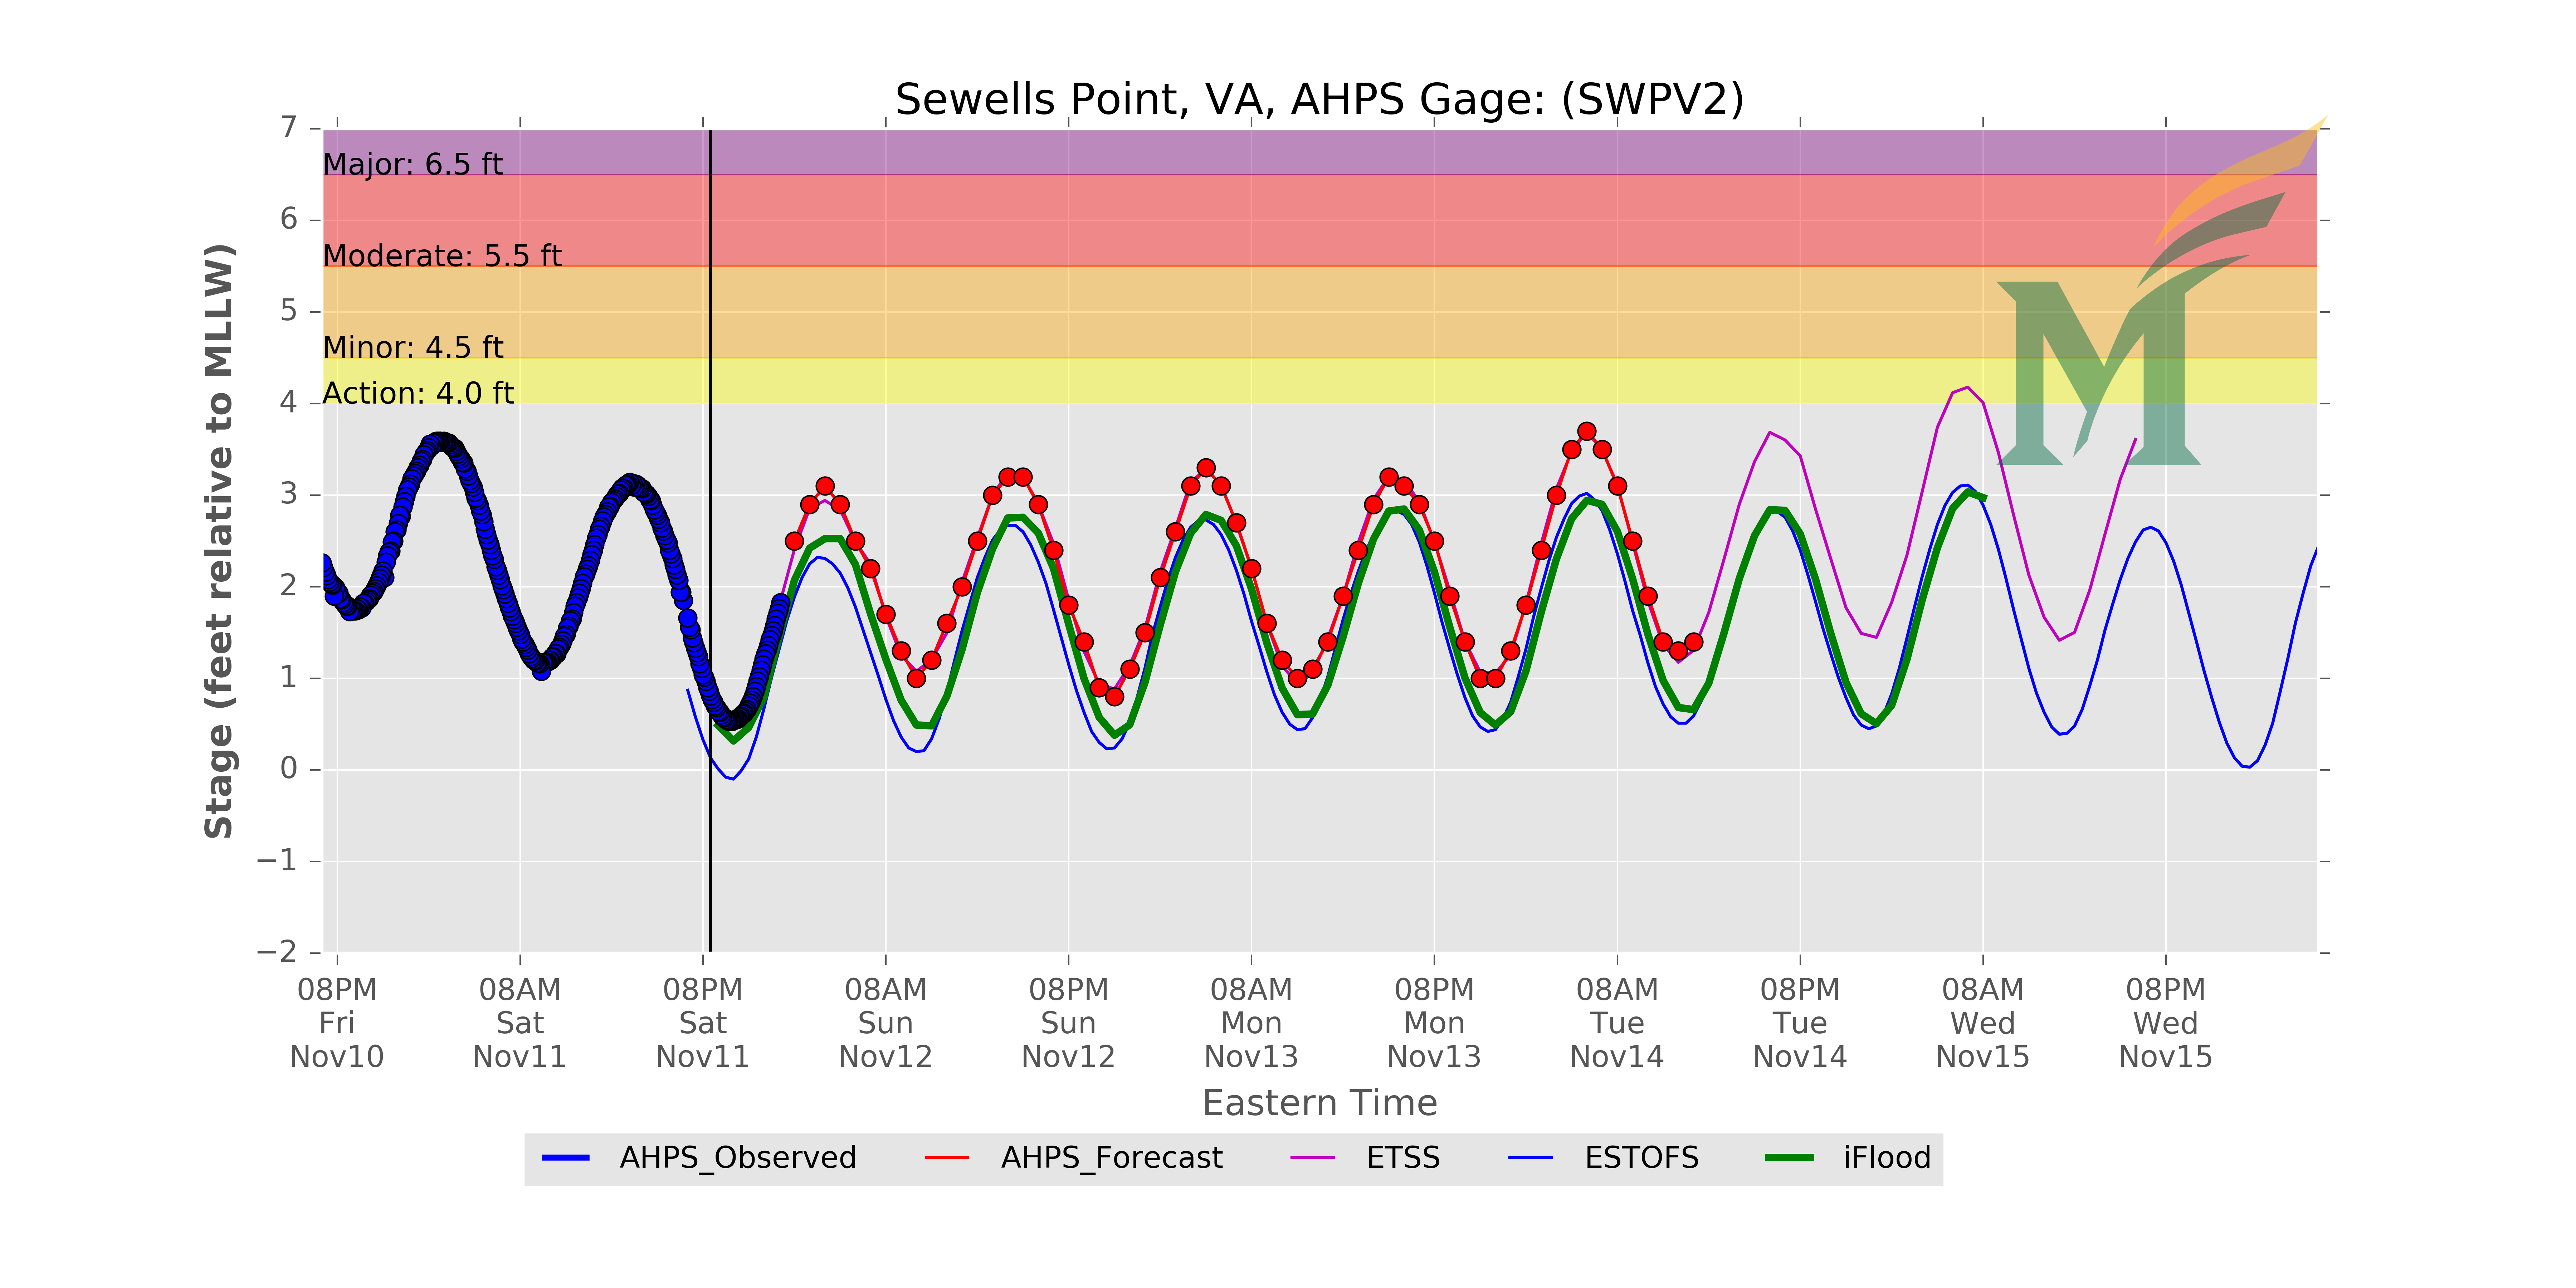 Sewells Point, VA, AHPS Gage: (SWPV2)
Stage (feet relative to MLLW)
7
6
5
4
3
2
1
0
−1
−2
Major: 6.5 ft
Moderate: 5.5 ft
Minor: 4.5 ft
Action: 4.0 ft
M
08PM 08AM 08PM 08AM 08PM 08AM 08PM 08AM 08PM 08AM 08PM
Fri Sat Sat Sun Sun Mon Mon Tue Tue Wed Wed
Nov10 Nov11 Nov11 Nov12 Nov12 Nov13 Nov13 Nov14 Nov14 Nov15 Nov15
Eastern Time
AHPS_Observed AHPS_Forecast ETSS ESTOFS iFlood